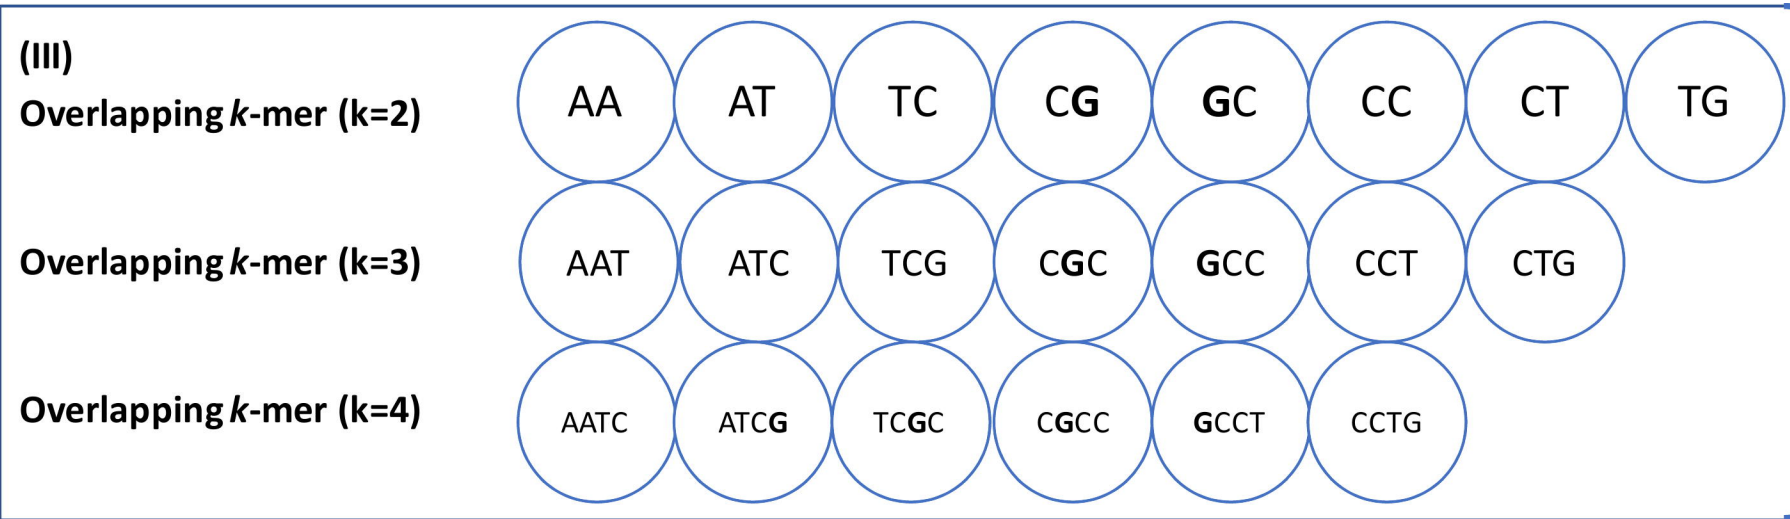 (III)
Overlapping k-mer (k=2) AA AT TC CG GC CC CT TG
Overlapping k-mer (k=3) AAT ATC TCG CGC GCC CCT CTG
Overlapping k-mer (k=4) AATC ATCG TCGC CGCC GCCT CCTG